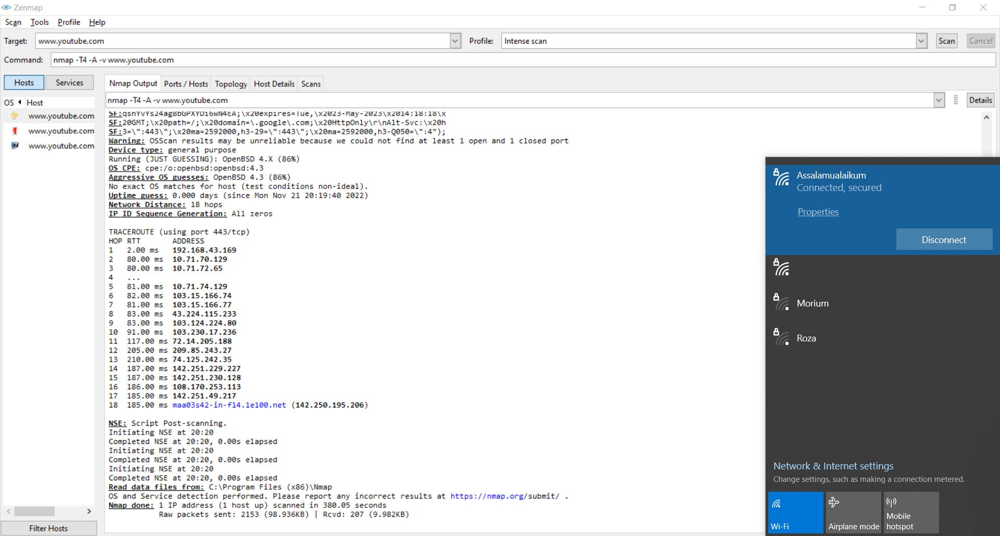 Zenmap
Scan Tools Profile Help
Target: www.youtube.com Profile: Intense scan Scan Cancel
Command: nmap -T4 -A -v www.youtube.com
Hosts Services
OS Host
www.youtube.com
www.youtube.com
www.youtube.com
Filter Hosts
Nmap Output Ports / Hosts Topology Host Details Scans
nmap -T4 -A -v www.youtube.com Details
SF:qsnYvYs24ag8bGPXYD16wN4EA;\x20expires=Tue,\x2023-May-2023\x2014:18:18\x
SF:20GMT;\x20path=/;\x20domain=\.google\.com;\x20HttpOnly\r\nAlt-Svc:\x20h
SF:3=\":443\";\x20ma=2592000,h3-29=\":443\";\x20ma=2592000,h3-Q050=\":4");
Warning: OSScan results may be unreliable because we could not find at least 1 open and 1 closed port
Device type: general purpose
Running (JUST GUESSING): OpenBSD 4.X (86%)
OS CPE: cpe:/o:openbsd:openbsd:4.3
Aggressive OS guesses: OpenBSD 4.3 (86%)
No exact OS matches for host (test conditions non-ideal).
Uptime guess: 0.000 days (since Mon Nov 21 20:19:40 2022)
Network Distance: 18 hops
IP ID Sequence Generation: All zeros
TRACEROUTE (using port 443/tcp)
HOP RTT ADDRESS
1 2.00 ms 192.168.43.169
2 80.00 ms 10.71.70.129
3 80.00 ms 10.71.72.65
4 ...
5 81.00 ms 10.71.74.129
6 82.00 ms 103.15.166.74
7 81.00 ms 103.15.166.77
8 83.00 ms 43.224.115.233
9 83.00 ms 103.124.224.80
10 91.00 ms 103.230.17.236
11 117.00 ms 72.14.205.188
12 205.00 ms 209.85.243.27
13 210.00 ms 74.125.242.35
14 187.00 ms 142.251.229.227
15 187.00 ms 142.251.230.128
16 186.00 ms 108.170.253.113
17 185.00 ms 142.251.49.217
18 185.00 ms maa03s42-in-f14.1e100.net (142.250.195.206)
NSE: Script Post-scanning.
Initiating NSE at 20:20
Completed NSE at 20:20, 0.00s elapsed
Initiating NSE at 20:20
Completed NSE at 20:20, 0.00s elapsed
Initiating NSE at 20:20
Completed NSE at 20:20, 0.00s elapsed
Read data files from: C:\Program Files (x86)\Nmap
OS and Service detection performed. Please report any incorrect results at https://nmap.org/submit/ .
Nmap done: 1 IP address (1 host up) scanned in 380.05 seconds
Raw packets sent: 2153 (98.936KB) | Rcvd: 207 (9.982KB)
Assalamualaikum
Connected, secured
Properties
Disconnect
Morium
Roza
Network & Internet settings
Change settings, such as making a connection metered.
Wi-Fi
Airplane mode
Mobile
hotspot